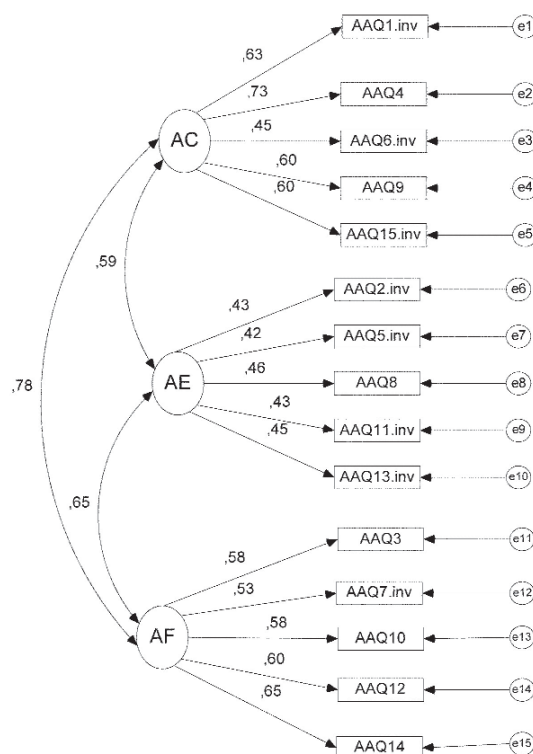 AAQ1.inv e1
,63
,73 AAQ4 e2
AC ,45 AAQ6.inv e3
,60 AAQ9 e4
,60
AAQ15.inv e5
,59
,43 AAQ2.inv e6
,42 AAQ5.inv e7
,78
AE ,46 AAQ8 e8
,43 AAQ11.inv e9
,45
AAQ13.inv e10
,65
,58 AAQ3 e11
,53 AAQ7.inv e12
AF ,58 AAQ10 e13
,60
AAQ12 e14
,65
AAQ14 e15